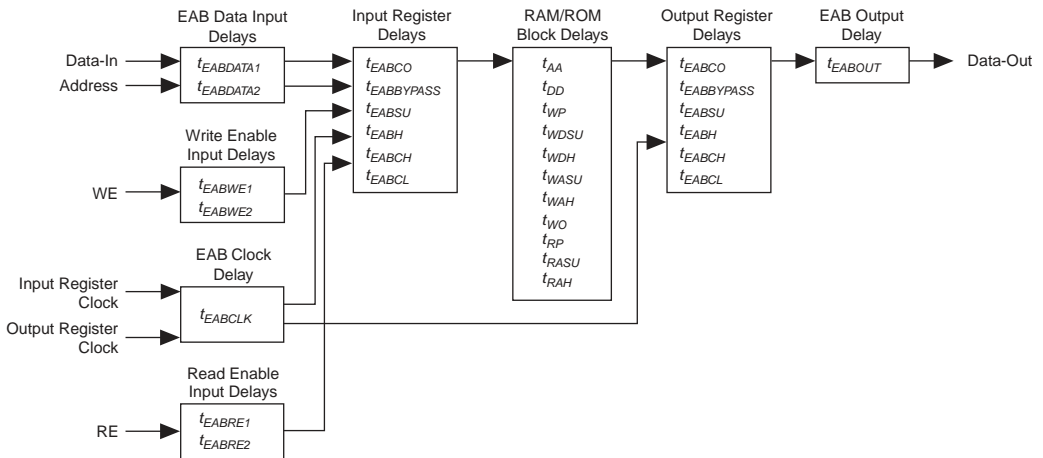 EAB Data Input
Delays
Data-In
Address
tEABDATA1
tEABDATA2
Write Enable
Input Delays
WE
tEABWE1
tEABWE2
EAB Clock
Delay
Input Register
Clock
Output Register
Clock
tEABCLK
Read Enable
Input Delays
RE
tEABRE1
tEABRE2
Input Register
Delays
tEABCO
tEABBYPASS
tEABSU
tEABH
tEABCH
tEABCL
RAM/ROM
Block Delays
tAA
tDD
tWP
tWDSU
tWDH
tWASU
tWAH
tWO
tRP
tRASU
tRAH
Output Register
Delays
tEABCO
tEABBYPASS
tEABSU
tEABH
tEABCH
tEABCL
EAB Output
Delay
tEABOUT
Data-Out